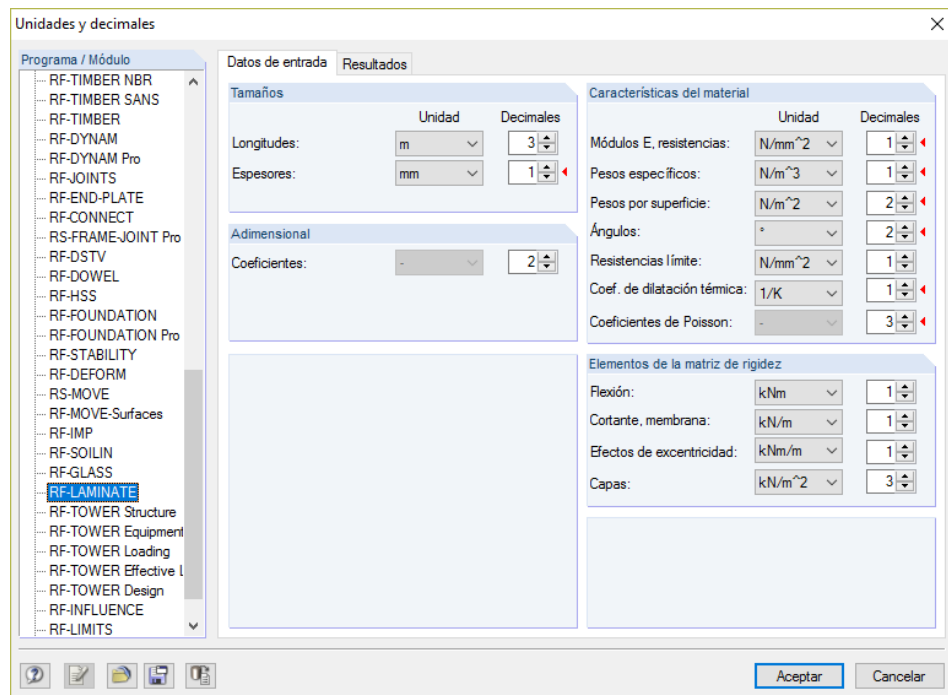 Unidades y decimales
Programa / Módulo
RF-TIMBER NBR
RF-TIMBER SANS
RF-TIMBER
RF-DYNAM
RF-DYNAM Pro
RF-JOINTS
RF-END-PLATE
RF-CONNECT
RS-FRAME-JOINT Pro
RF-DSTV
RF-DOWEL
RF-HSS
RF-FOUNDATION
RF-FOUNDATION Pro
RF-STABILITY
RF-DEFORM
RS-MOVE
RF-MOVE-Surfaces
RF-IMP
RF-SOILIN
RF-GLASS
RF-LAMINATE
RF-TOWER Structure
RF-TOWER Equipment
RF-TOWER Loading
RF-TOWER Effective L
RF-TOWER Design
RF-INFLUENCE
RF-LIMITS
Datos de entrada Resultados
Tamaños
Unidad Decimales
Longitudes: m 3
Espesores: mm 1
Adimensional
Coeficientes: - 2
Características del material
Unidad Decimales
Módulos E, resistencias: N/mm^2 1
Pesos específicos: N/m^3 1
Pesos por superficie: N/m^2 2
Ángulos: ° 2
Resistencias límite: N/mm^2 1
Coef. de dilatación térmica: 1/K 1
Coeficientes de Poisson: - 3
Elementos de la matriz de rigidez
Flexión: kNm 1
Cortante, membrana: kN/m 1
Efectos de excentricidad: kNm/m 1
Capas: kN/m^2 3
Aceptar Cancelar